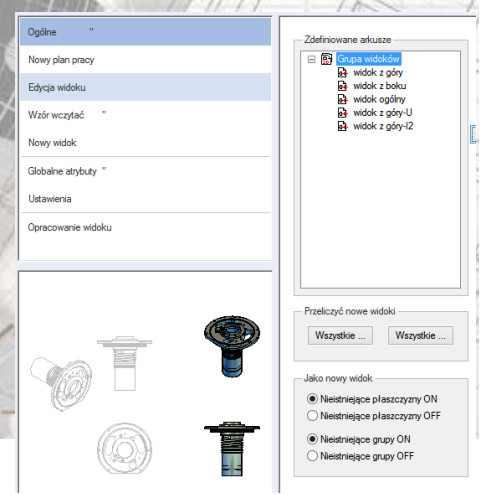 Ogólne "
Nowy plan pracy
Edycja widoku
Wzór wczytać "
Nowy widok
Globalne atrybuty "
Ustawienia
Opracowanie widoku
Zdefiniowane arkusze
Grupa widoków
widok z góry
widok z boku
widok ogólny
widok z góry-U
widok z góry-I2
Przeliczyć nowe widoki
Wszystkie ... Wszystkie ...
Jako nowy widok
Nieistniejące płaszczyzny ON
Nieistniejące płaszczyzny OFF
Nieistniejące grupy ON
Nieistniejące grupy OFF